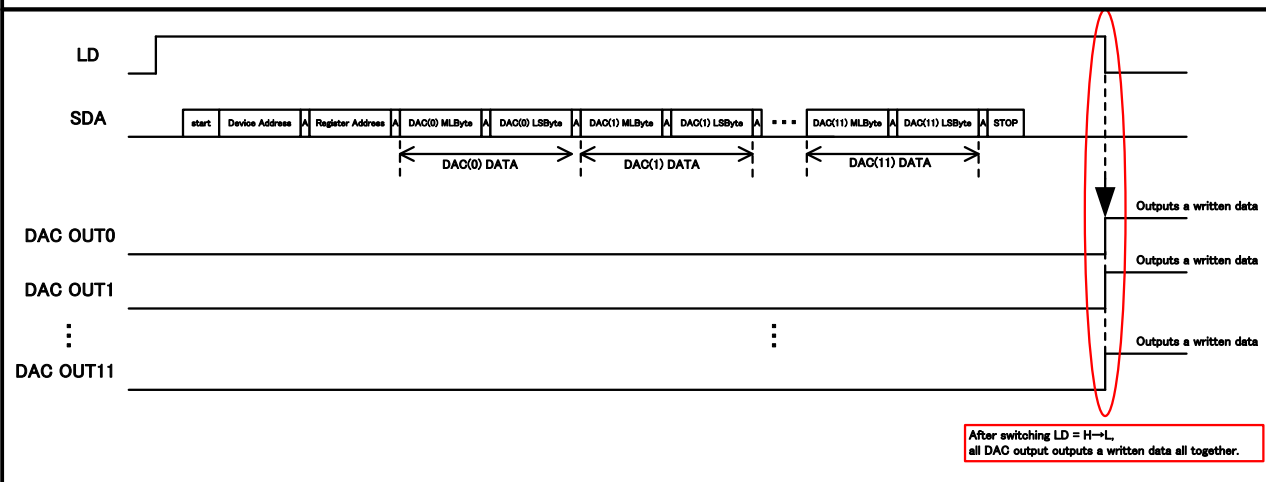 LD
SDA
start Device Address A Register Address A DAC(0) MLByte A DAC(0) LSByte A DAC(1) MLByte A DAC(1) LSByte A ··· DAC(11) MLByte A DAC(11) LSByte A STOP
DAC(0) DATA DAC(1) DATA DAC(11) DATA
Outputs a written data
DAC OUT0
Outputs a written data
DAC OUT1
Outputs a written data
DAC OUT11
After switching LD = H→L,
all DAC output outputs a written data all together.